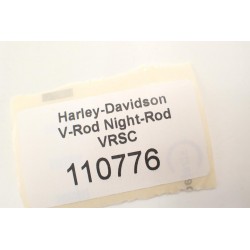 Harley-Davidson
V-Rod Night-Rod
VRSC
110776